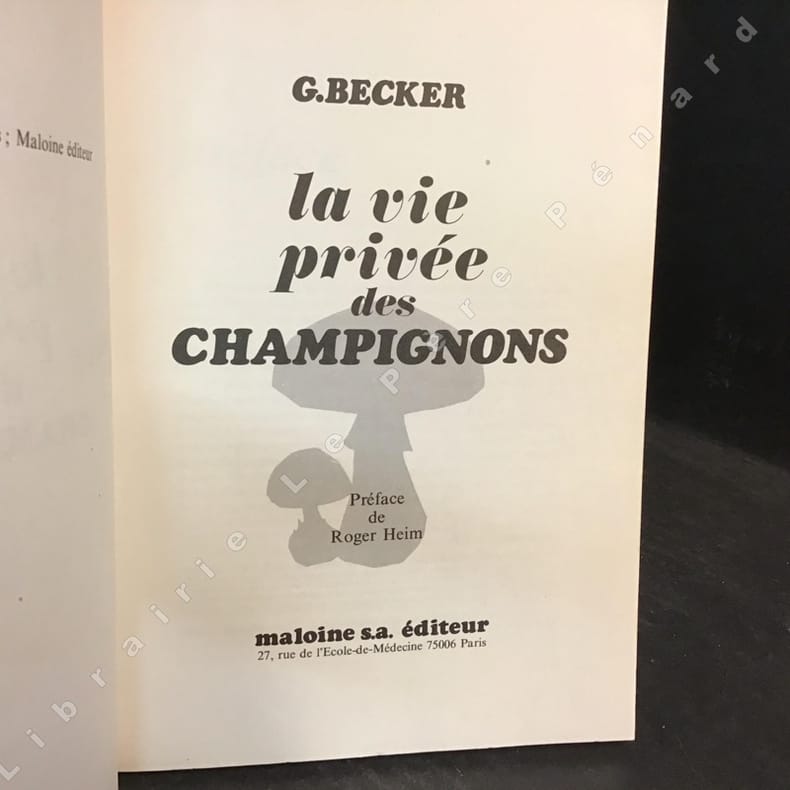 ; Maloine éditeur
G.BECKER
la vie
privée
des
CHAMPIGNONS
Préface
de
Roger Heim
maloine s.a. éditeur
27, rue de l'Ecole-de-Médecine 75006 Paris
Librairie Le Père Pénard